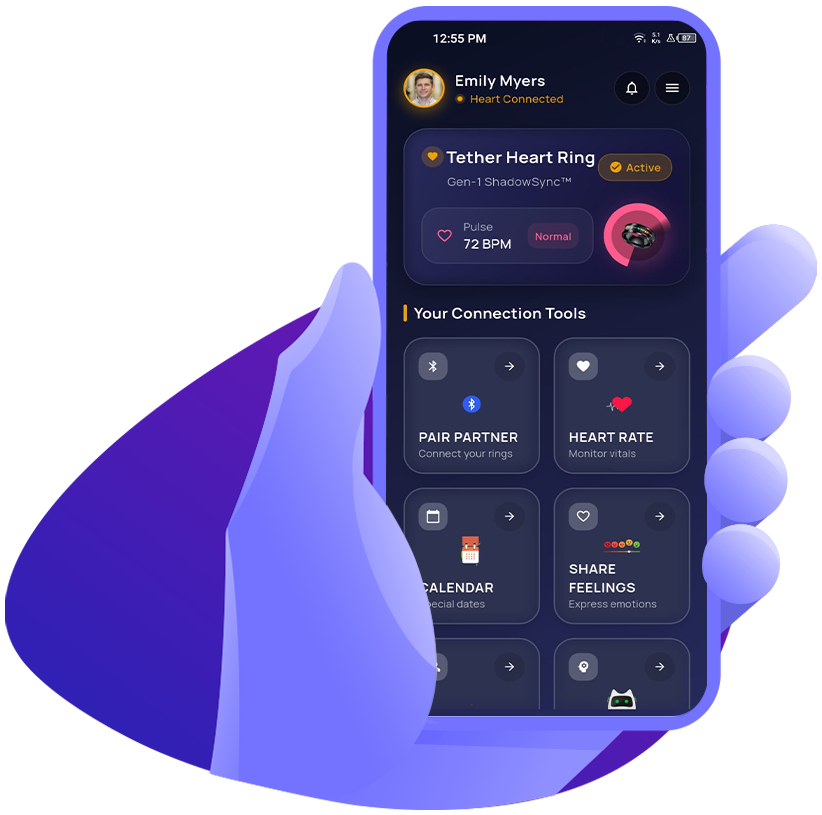 12:55 PM
5.1
K/s
87
Emily Myers
Heart Connected
Tether Heart Ring
Active
Gen-1 ShadowSync™
Pulse
72 BPM
Normal
Your Connection Tools
PAIR PARTNER
Connect your rings
HEART RATE
Monitor vitals
CALENDAR
pecial dates
SHARE
FEELINGS
Express emotions